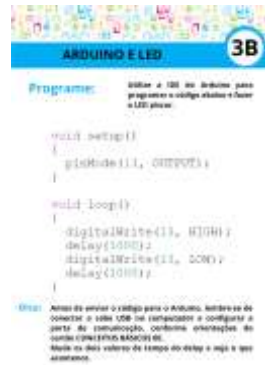 3B
ARDUINO E LED
Programe:
Utilize a IDE do Arduino para
programar o código abaixo e fazer
o LED piscar.
void setup()
{
pinMode(13, OUTPUT);
}
void loop()
{
digitalWrite(13, HIGH);
delay(1000);
digitalWrite(13, LOW);
delay(1000);
}
Dica:
Antes de enviar o código para o Arduino, lembre-se de
conectar o cabo USB no computador e configurar a
porta de comunicação, conforme orientações do
cartão CONCEITOS BÁSICOS
Mude os dois valores de tempo do delay e veja o que
acontece.